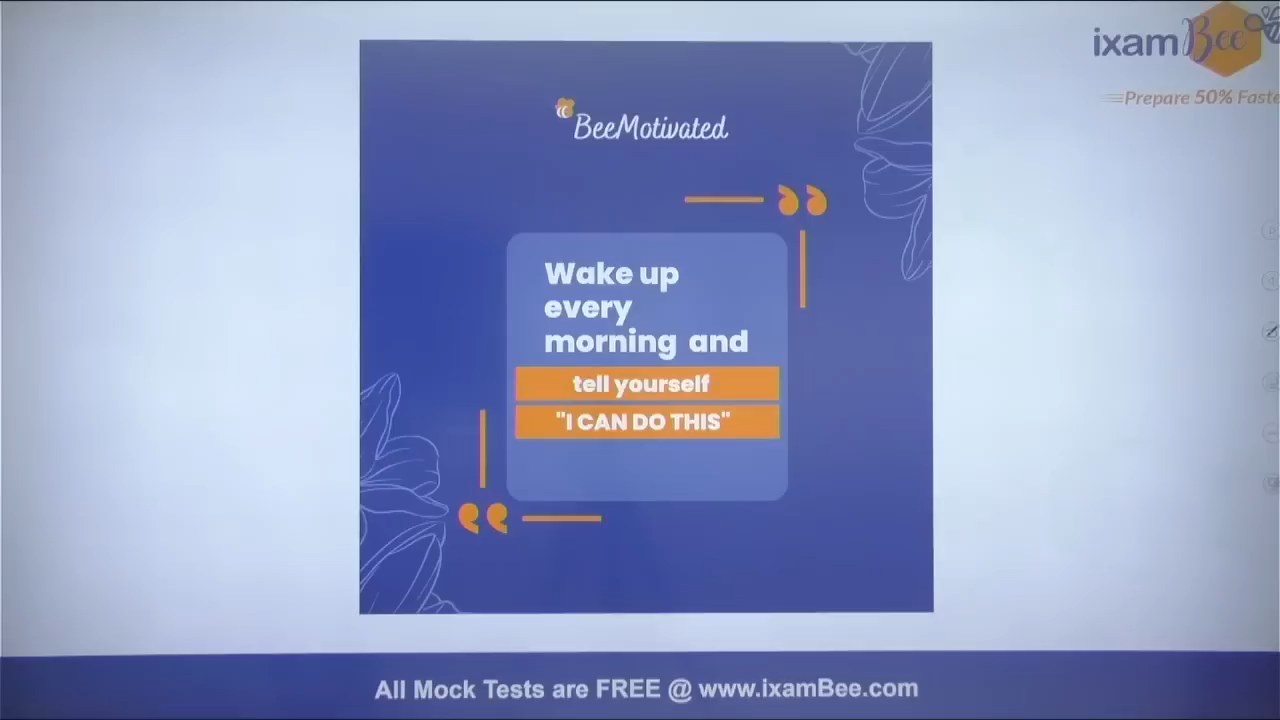 ixamBee
Prepare 50% Faste
BeeMotivated
Wake up
every
morning and
tell yourself
"I CAN DO THIS"
All Mock Tests are FREE @ www.ixamBee.com